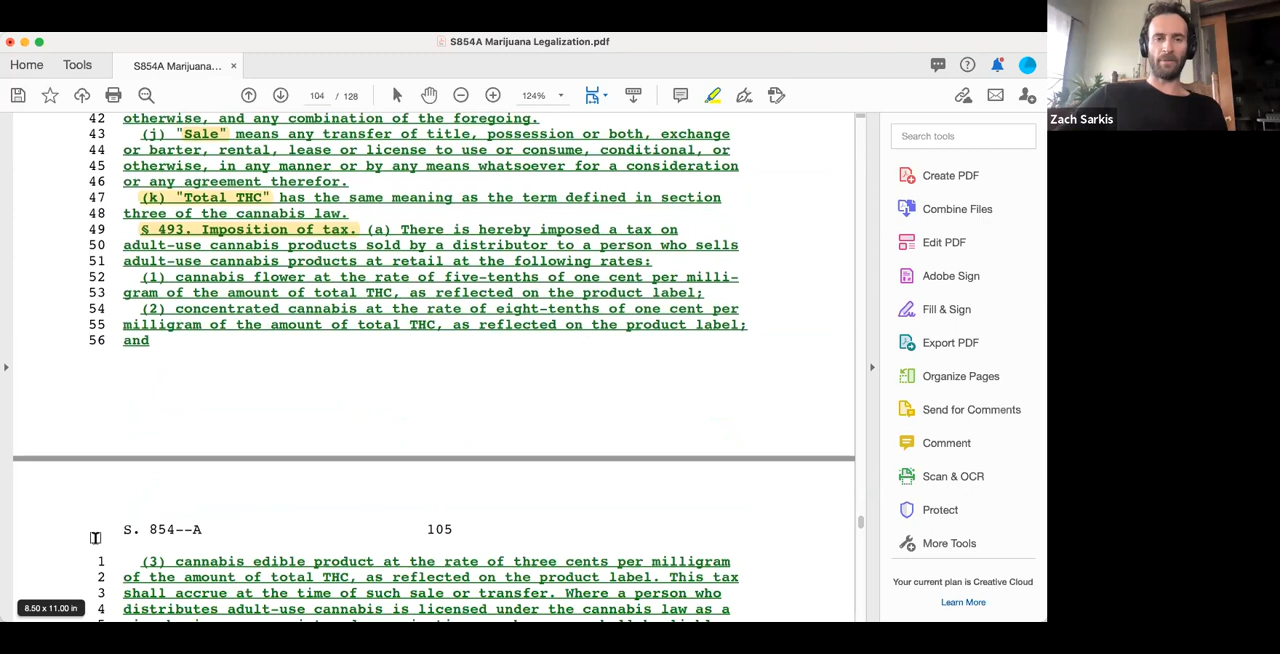 S854A Marijuana Legalization.pdf
Home Tools S854A Marijuana... ×
104 / 128 124%
Zach Sarkis
42 otherwise, and any combination of the foregoing.
43 (j) "Sale" means any transfer of title, possession or both, exchange
44 or barter, rental, lease or license to use or consume, conditional, or
45 otherwise, in any manner or by any means whatsoever for a consideration
46 or any agreement therefor.
47 (k) "Total THC" has the same meaning as the term defined in section
48 three of the cannabis law.
49 § 493. Imposition of tax. (a) There is hereby imposed a tax on
50 adult-use cannabis products sold by a distributor to a person who sells
51 adult-use cannabis products at retail at the following rates:
52 (1) cannabis flower at the rate of five-tenths of one cent per milli-
53 gram of the amount of total THC, as reflected on the product label;
54 (2) concentrated cannabis at the rate of eight-tenths of one cent per
55 milligram of the amount of total THC, as reflected on the product label;
56 and
S. 854--A 105
1 (3) cannabis edible product at the rate of three cents per milligram
2 of the amount of total THC, as reflected on the product label. This tax
3 shall accrue at the time of such sale or transfer. Where a person who
4 distributes adult-use cannabis is licensed under the cannabis law as a
8.50 x 11.00 in
Search tools
Create PDF
Combine Files
Edit PDF
Adobe Sign
Fill & Sign
Export PDF
Organize Pages
Send for Comments
Comment
Scan & OCR
Protect
More Tools
Your current plan is Creative Cloud
Learn More